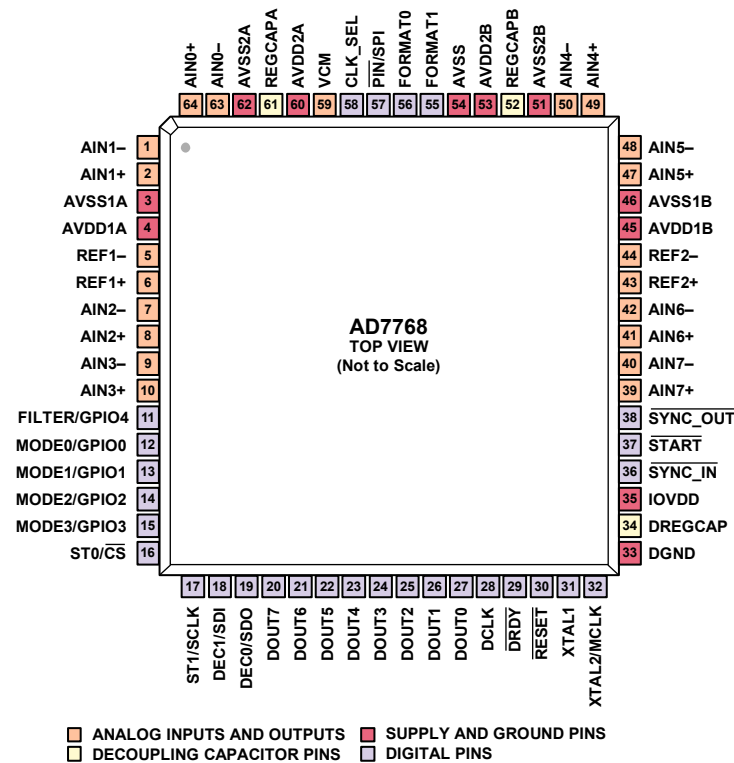 AIN0+
AIN0–
AVSS2A
REGCAPA
AVDD2A
VCM
CLK_SEL
PIN/SPI
FORMAT0
FORMAT1
AVSS
AVDD2B
REGCAPB
AVSS2B
AIN4–
AIN4+
64 63 62 61 60 59 58 57 56 55 54 53 52 51 50 49
AIN1– 1 48 AIN5–
AIN1+ 2 47 AIN5+
AVSS1A 3 46 AVSS1B
AVDD1A 4 45 AVDD1B
REF1– 5 44 REF2–
REF1+ 6 43 REF2+
AIN2– 7 42 AIN6–
AIN2+ 8 41 AIN6+
AIN3– 9 40 AIN7–
AIN3+ 10 39 AIN7+
FILTER/GPIO4 11 38 SYNC_OUT
MODE0/GPIO0 12 37 START
MODE1/GPIO1 13 36 SYNC_IN
MODE2/GPIO2 14 35 IOVDD
MODE3/GPIO3 15 34 DREGCAP
ST0/CS 16 33 DGND
AD7768
TOP VIEW
(Not to Scale)
17 18 19 20 21 22 23 24 25 26 27 28 29 30 31 32
ST1/SCLK
DEC1/SDI
DEC0/SDO
DOUT7
DOUT6
DOUT5
DOUT4
DOUT3
DOUT2
DOUT1
DOUT0
DCLK
DRDY
RESET
XTAL1
XTAL2/MCLK
ANALOG INPUTS AND OUTPUTS SUPPLY AND GROUND PINS
DECOUPLING CAPACITOR PINS DIGITAL PINS